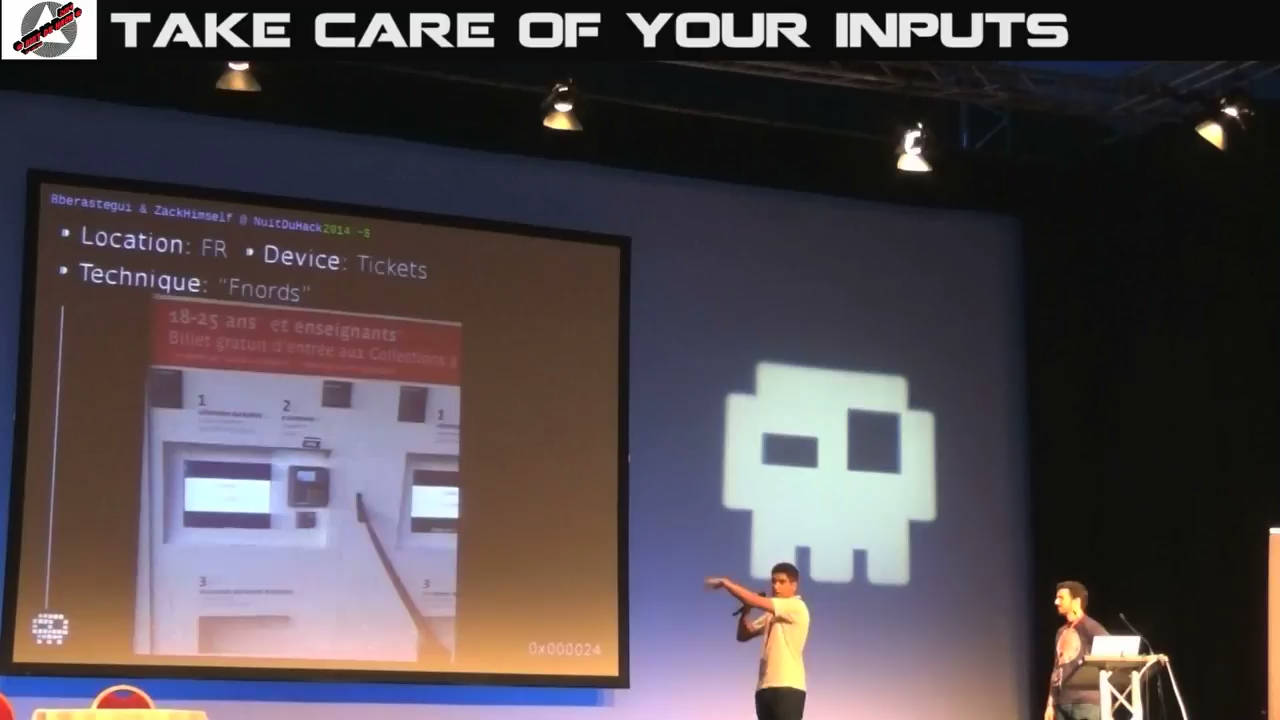 TAKE CARE OF YOUR INPUTS
Bberastegui & ZackHimself @ NuitDuHack2014 ~$
Location: FR
Device: Tickets
Technique: "Fnords"
18-25 ans et enseignants
Billet gratuit d'entrée aux Collections
1
2
1
3
3
0x000024